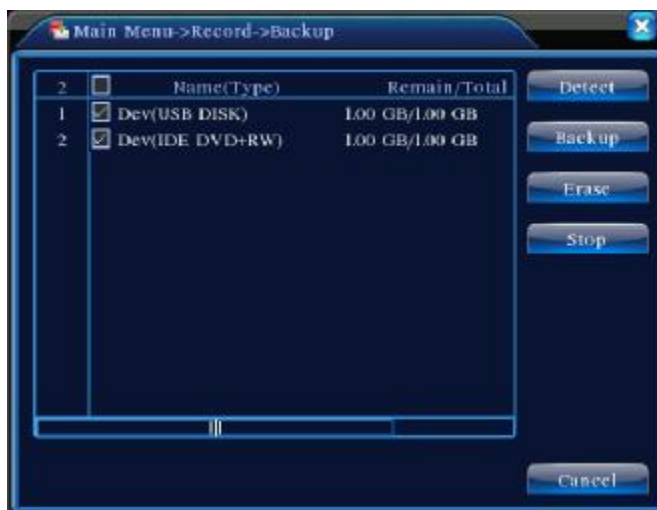 Main Menu->Record->Backup
2 Name(Type) Remain/Total
1 Dev(USB DISK) 1.00 GB/1.00 GB
2 Dev(IDE DVD+RW) 1.00 GB/1.00 GB
Detect
Backup
Erase
Stop
Cancel